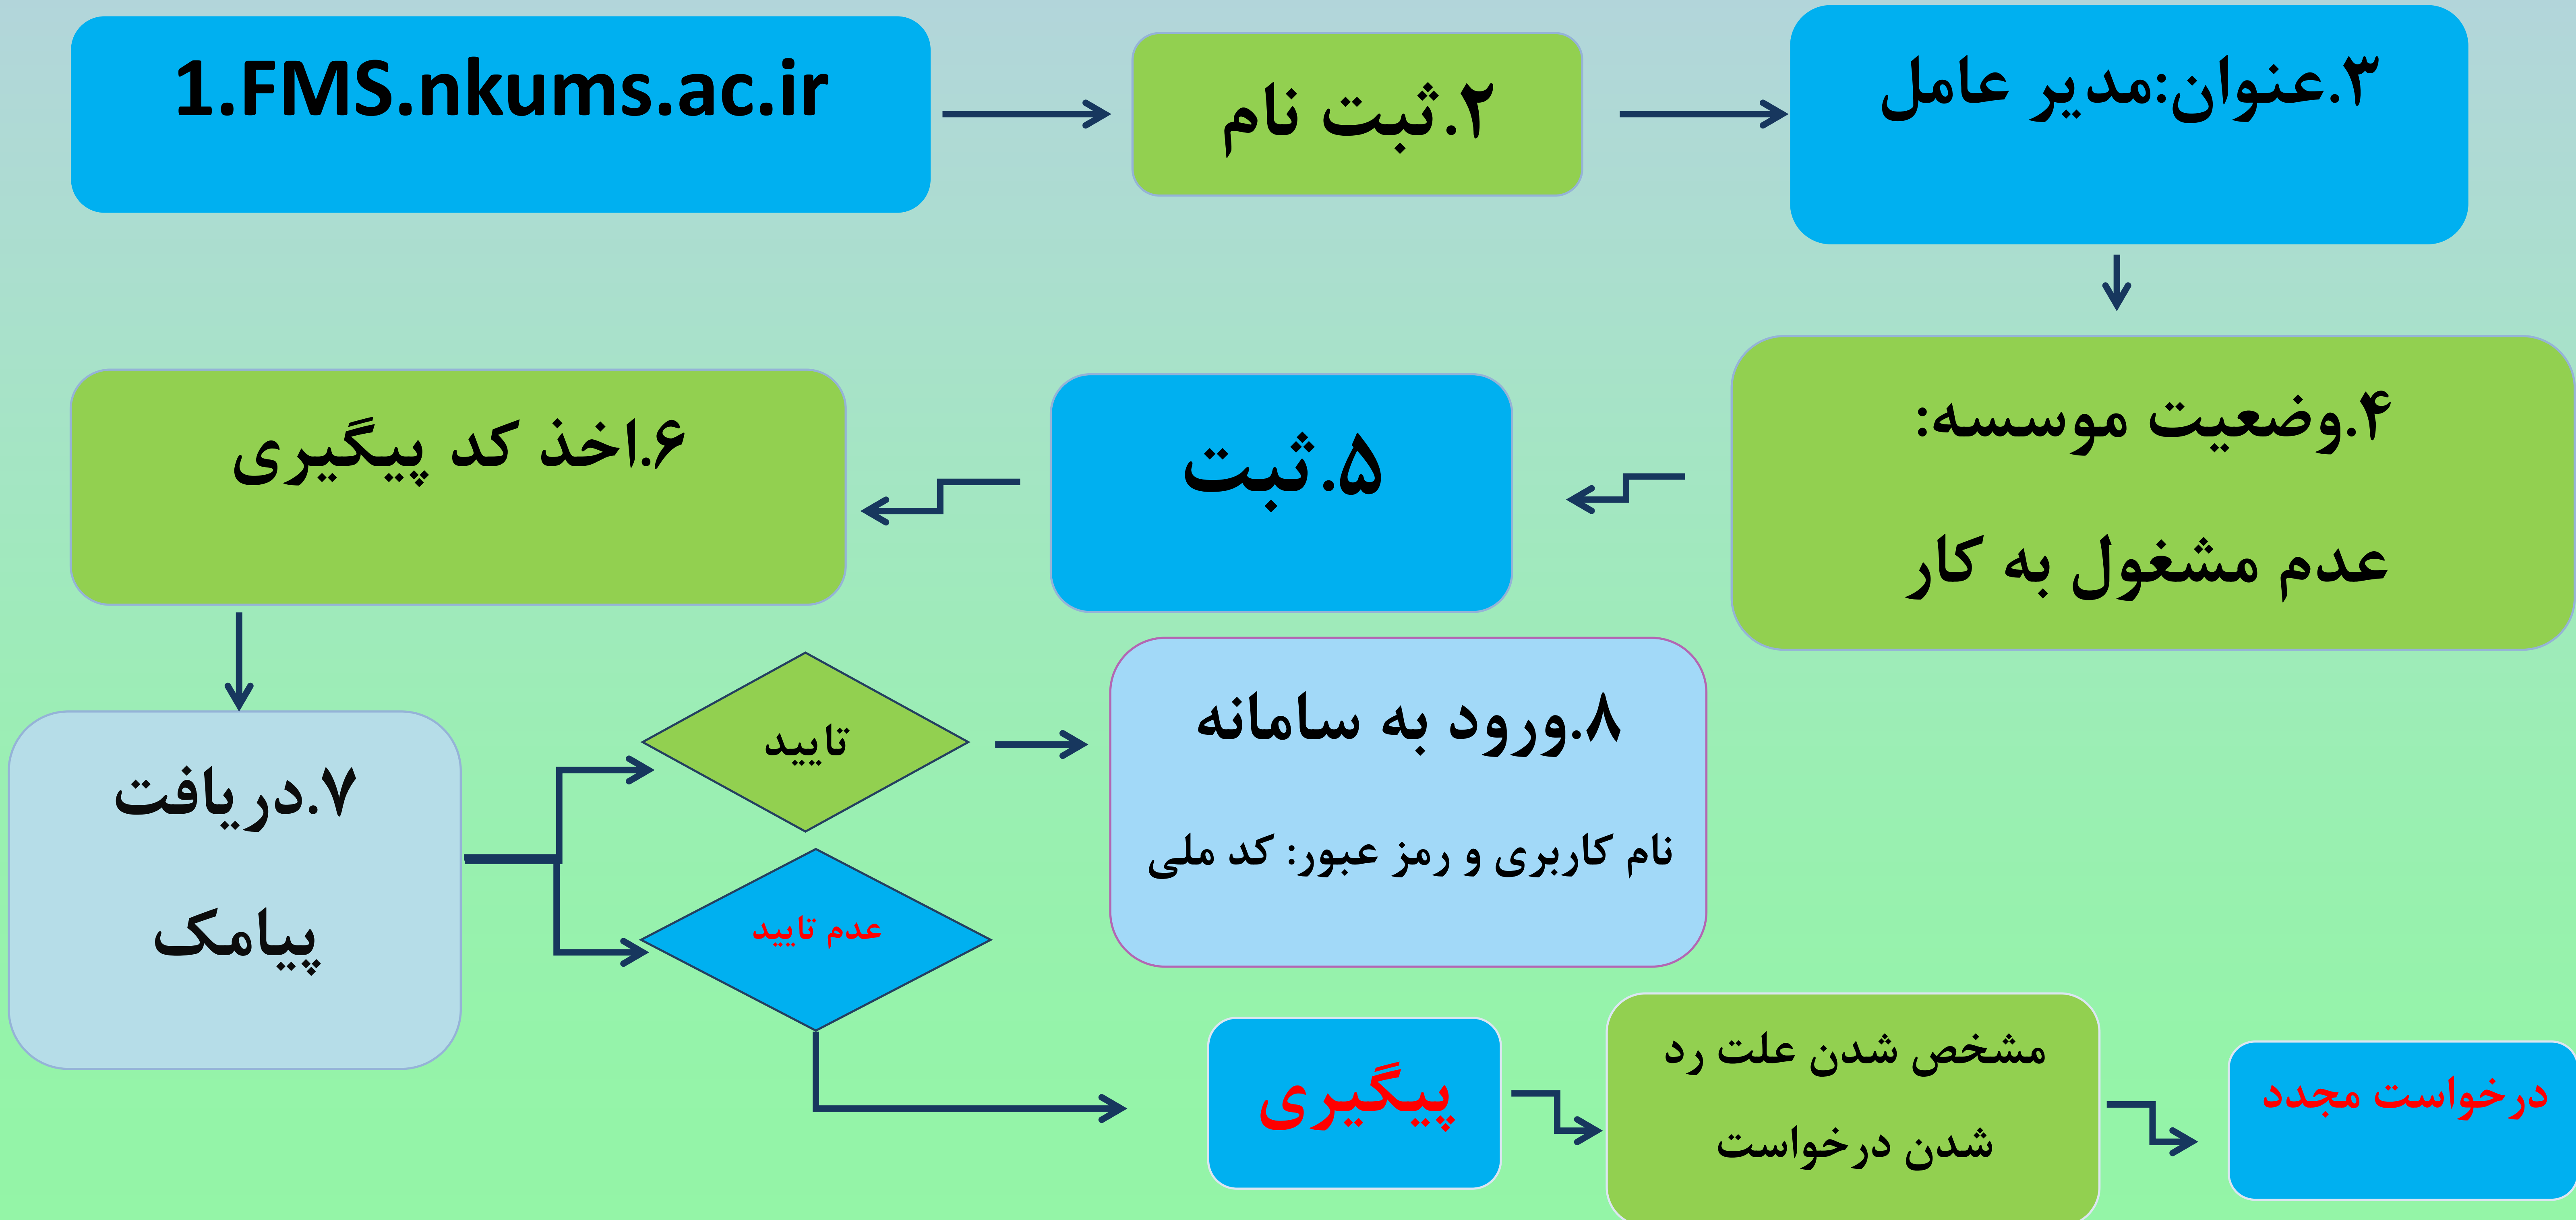 1.FMS.nkums.ac.ir
۲.ثبت نام
۳.عنوان:مدیر عامل
۴.وضعیت موسسه:
عدم مشغول به کار
۵.ثبت
۶.اخذ کد پیگیری
۷.دریافت
پیامک
تایید
عدم تایید
۸.ورود به سامانه
نام کاربری و رمز عبور: کد ملی
پیگیری
مشخص شدن علت رد
شدن درخواست
درخواست مجدد